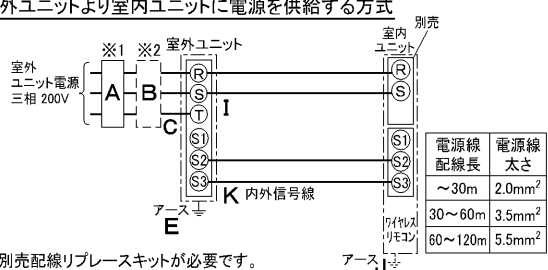 外ユニットより室内ユニットに電源を供給する方式
別売
※1
※2
室外ユニット
室内
ユニット
室外
ユニット電源
三相 200V
A
B
C
R
S
T
S1
S2
S3
I
K 内外信号線
アース
E
R
S
S1
S2
S3
ワイヤレス
リモコン
アース
J
電源線
配線長
電源線
太さ
～30m
2.0mm²
30～60m
3.5mm²
60～120m
5.5mm²
別売配線リプレースキットが必要です。